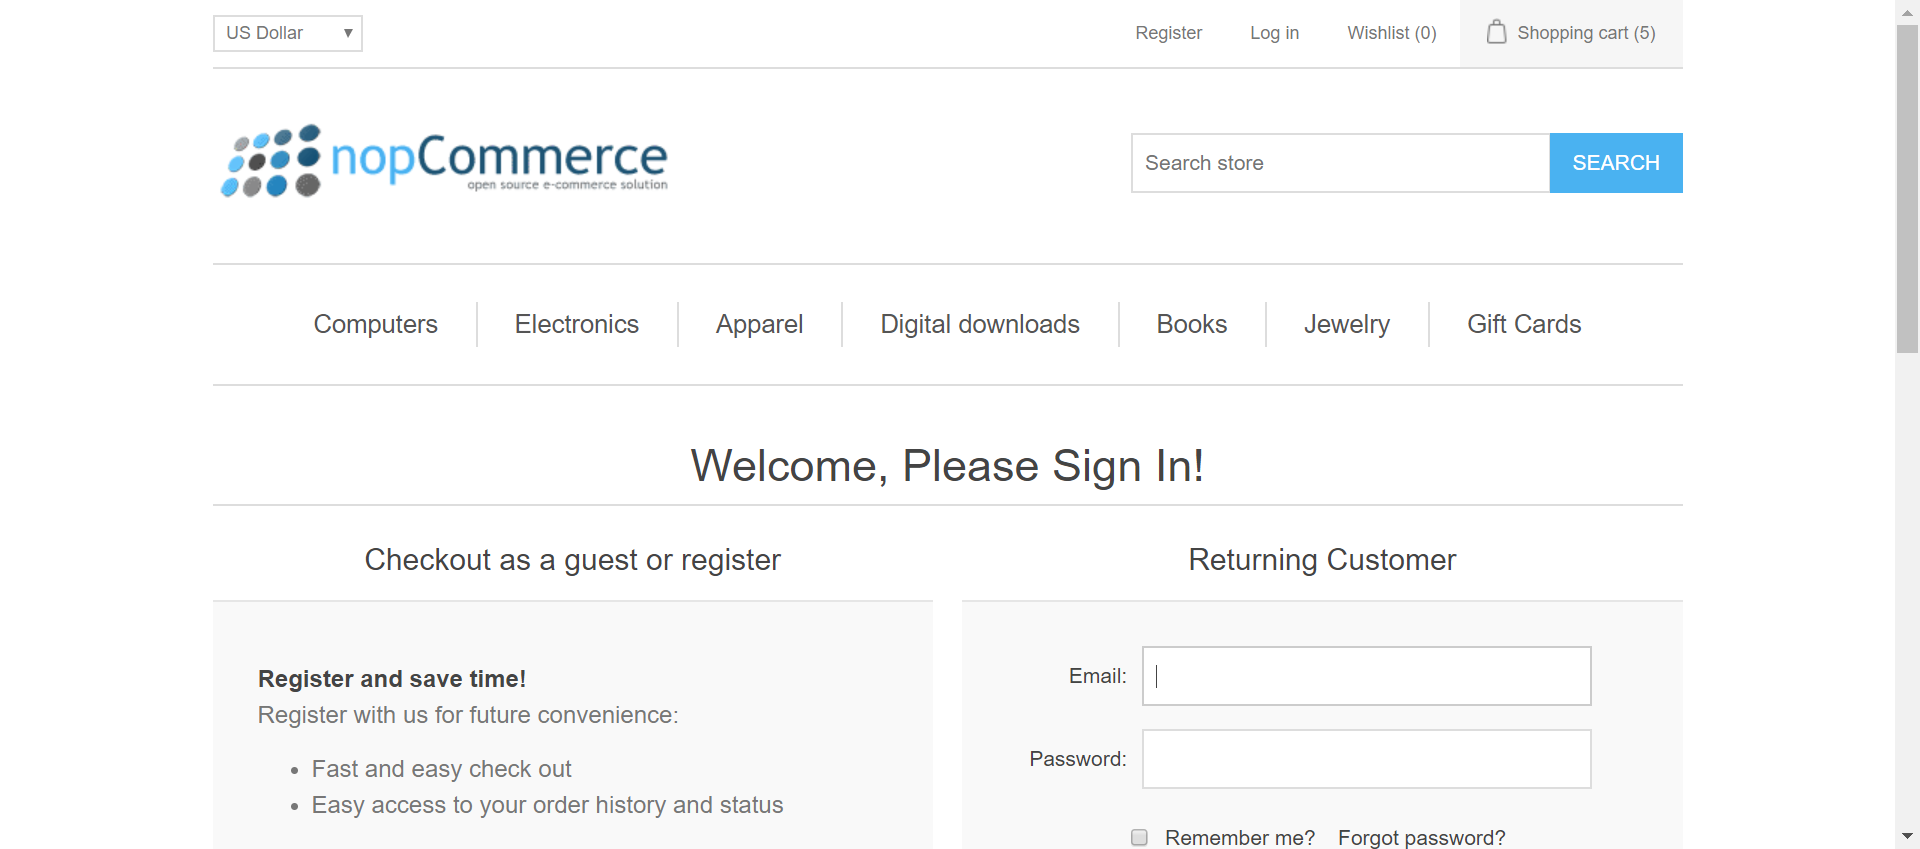 US Dollar
Register
Log in
Wishlist (0)
Shopping cart (5)
nopCommerce
open source e-commerce solution
Search store
SEARCH
Computers
Electronics
Apparel
Digital downloads
Books
Jewelry
Gift Cards
Welcome, Please Sign In!
Checkout as a guest or register
Register and save time!
Register with us for future convenience:
Fast and easy check out
Easy access to your order history and status
Returning Customer
Email:
Password:
Remember me?
Forgot password?